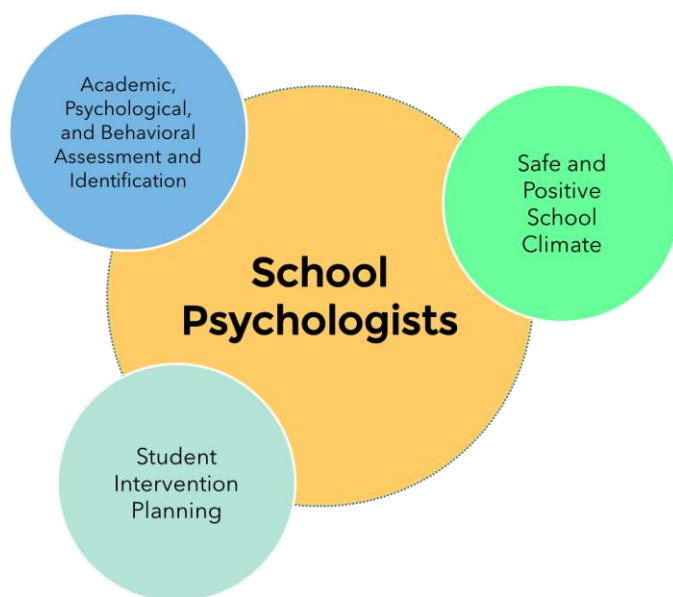 Academic,
Psychological,
and Behavioral
Assessment and
Identification
Safe and
Positive
School
Climate
School
Psychologists
Student
Intervention
Planning